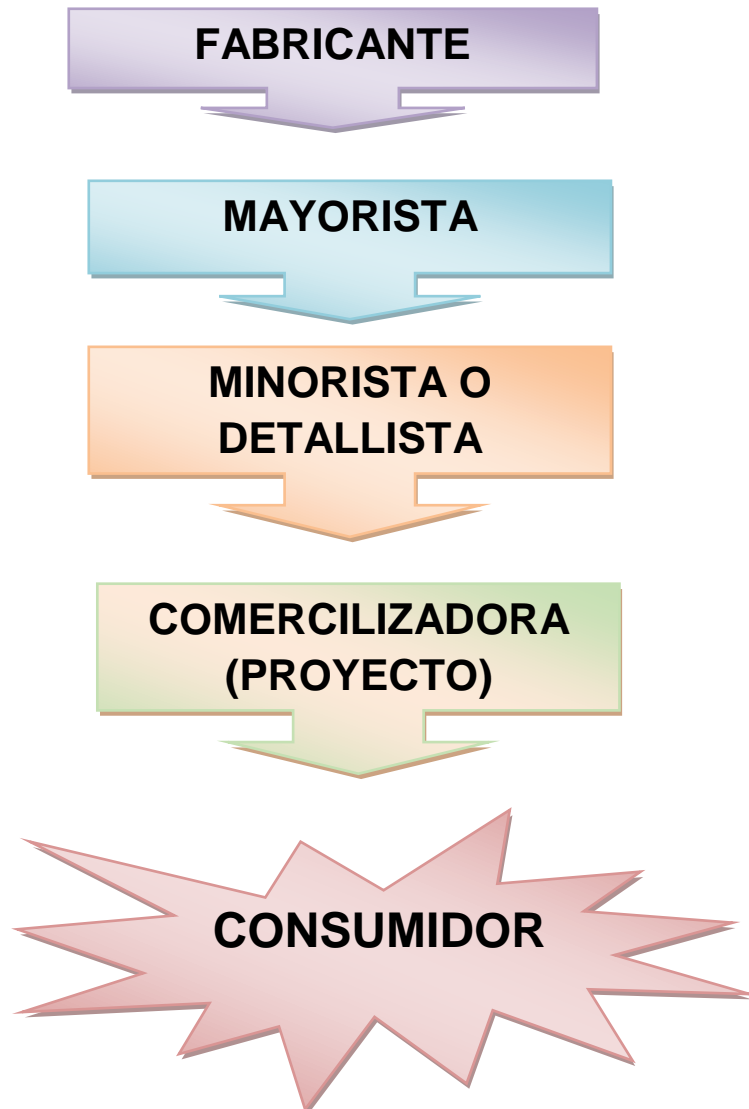 FABRICANTE
MAYORISTA
MINORISTA O
DETALLISTA
COMERCILIZADORA
(PROYECTO)
CONSUMIDOR